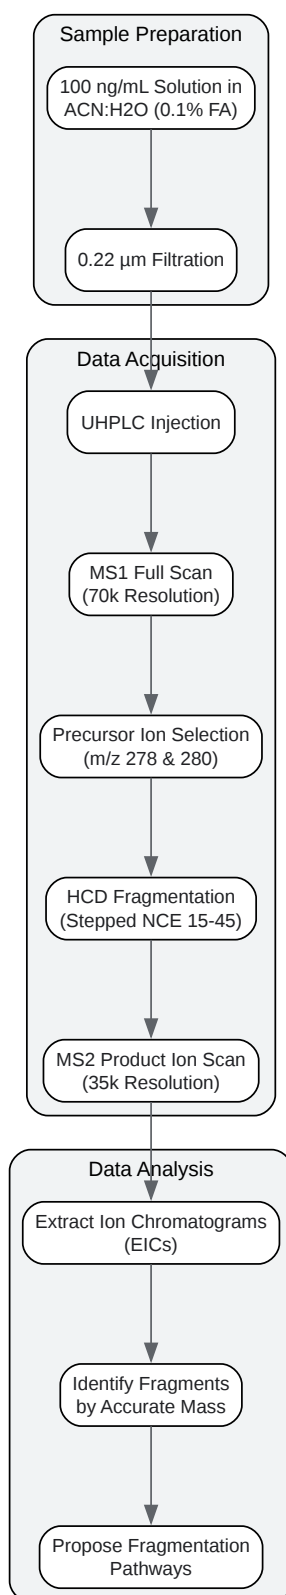 Sample Preparation
100 ng/mL Solution in
ACN:H2O (0.1% FA)
0.22 µm Filtration
Data Acquisition
UHPLC Injection
MS1 Full Scan
(70k Resolution)
Precursor Ion Selection
(m/z 278 & 280)
HCD Fragmentation
(Stepped NCE 15-45)
MS2 Product Ion Scan
(35k Resolution)
Data Analysis
Extract Ion Chromatograms
(EICs)
Identify Fragments
by Accurate Mass
Propose Fragmentation
Pathways